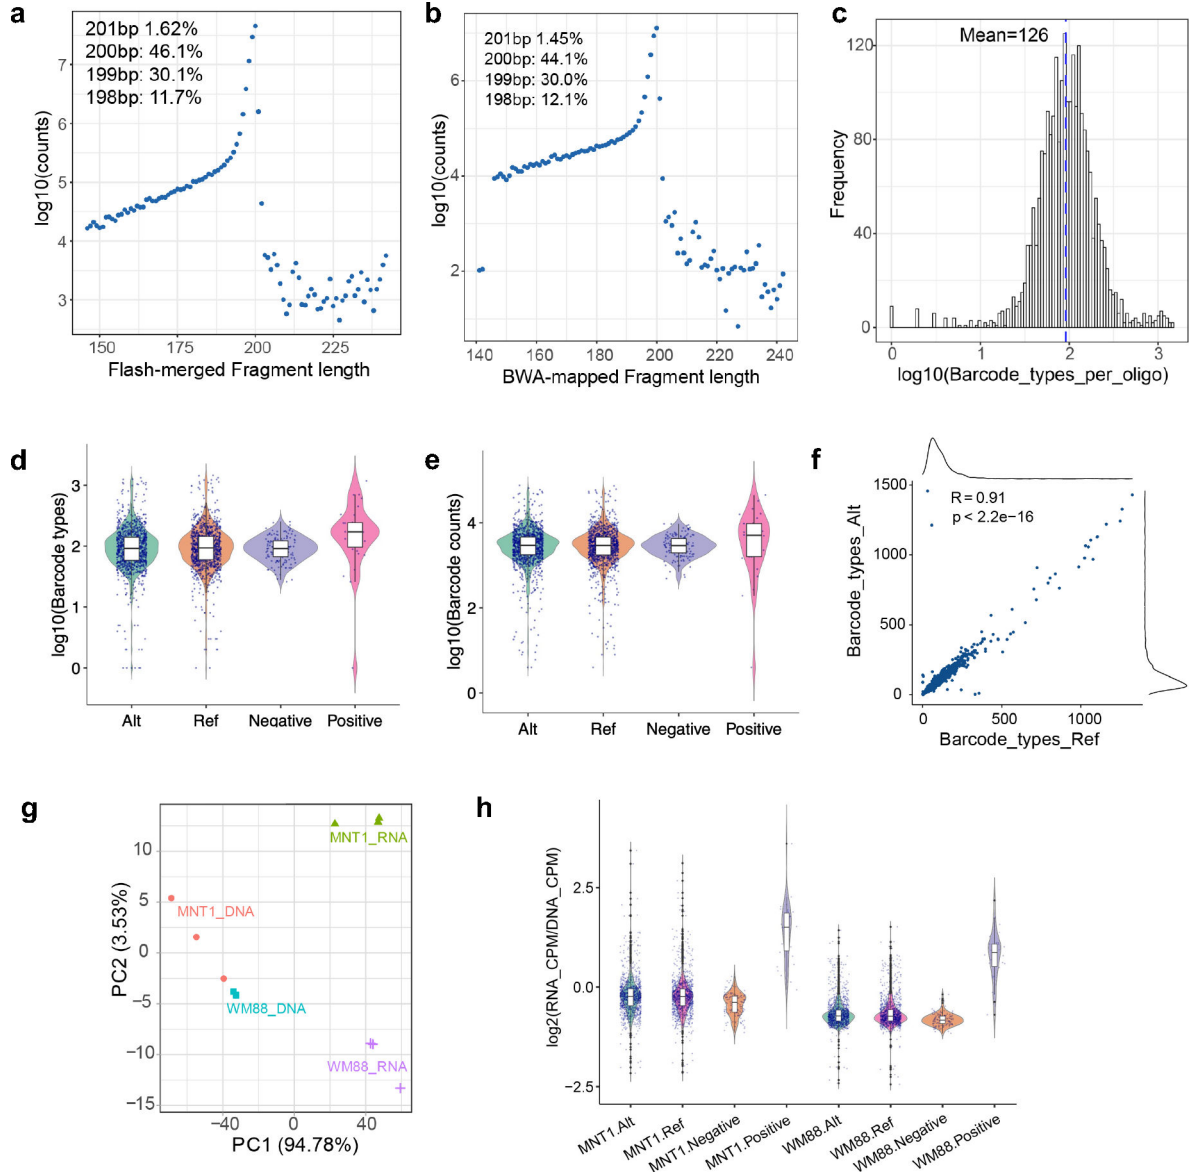 a
201bp 1.62%
200bp: 46.1%
199bp: 30.1%
198bp: 11.7%
log10(counts)
7
6
5
4
3
150 175 200 225
Flash-merged Fragment length
b
201bp 1.45%
200bp: 44.1%
199bp: 30.0%
198bp: 12.1%
log10(counts)
6
4
2
140 160 180 200 220 240
BWA-mapped Fragment length
c
Mean=126
Frequency
120
80
40
0
0 1 2 3
log10(Barcode_types_per_oligo)
d
log10(Barcode types)
3
2
1
0
Alt Ref Negative Positive
e
log10(Barcode counts)
4
2
0
Alt Ref Negative Positive
f
R = 0.91
p < 2.2e−16
Barcode_types_Alt
1500
1000
500
0
0 500 1000
Barcode_types_Ref
g
MNT1_RNA
MNT1_DNA
WM88_DNA
WM88_RNA
PC2 (3.53%)
10
5
0
−5
−10
−15
−40 0 40
PC1 (94.78%)
h
log2(RNA_CPM/DNA_CPM)
2.5
0.0
−2.5
MNT1.Alt
MNT1.Ref
MNT1.Negative
MNT1.Positive
WM88.Alt
WM88.Ref
WM88.Negative
WM88.Positive